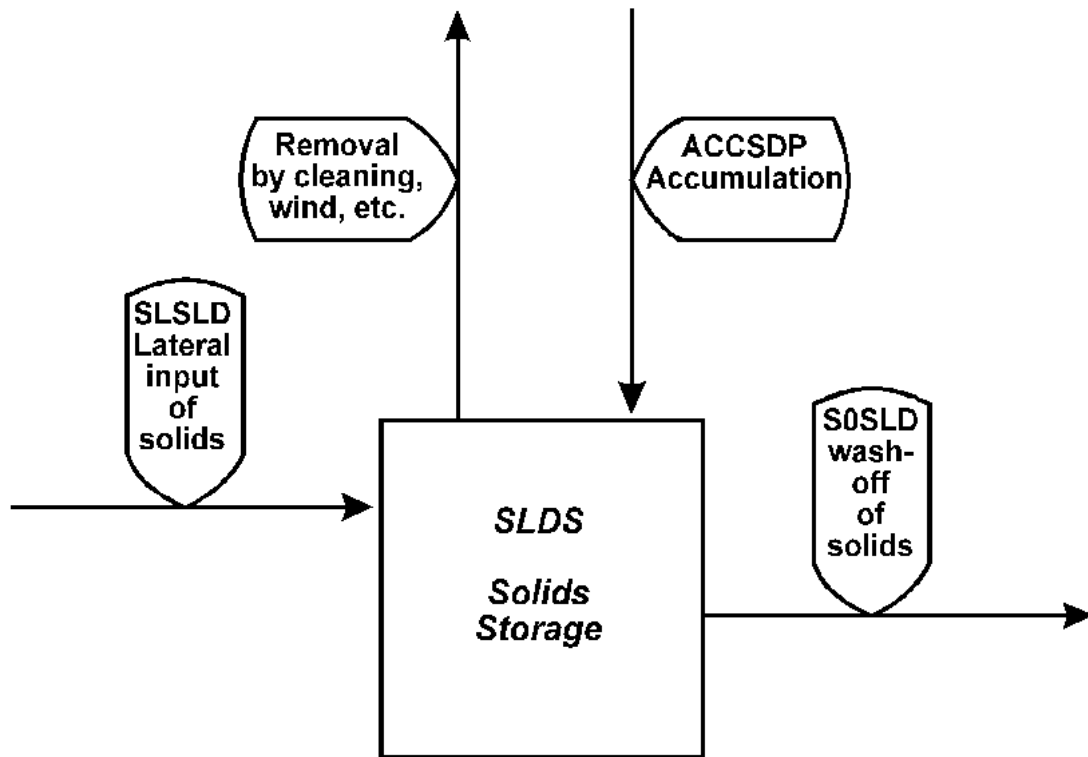 Removal
by cleaning,
wind, etc.
ACCSDP
Accumulation
SLSLD
Lateral
input
of
solids
S0SLD
wash-
off
of
solids
SLDS
Solids
Storage